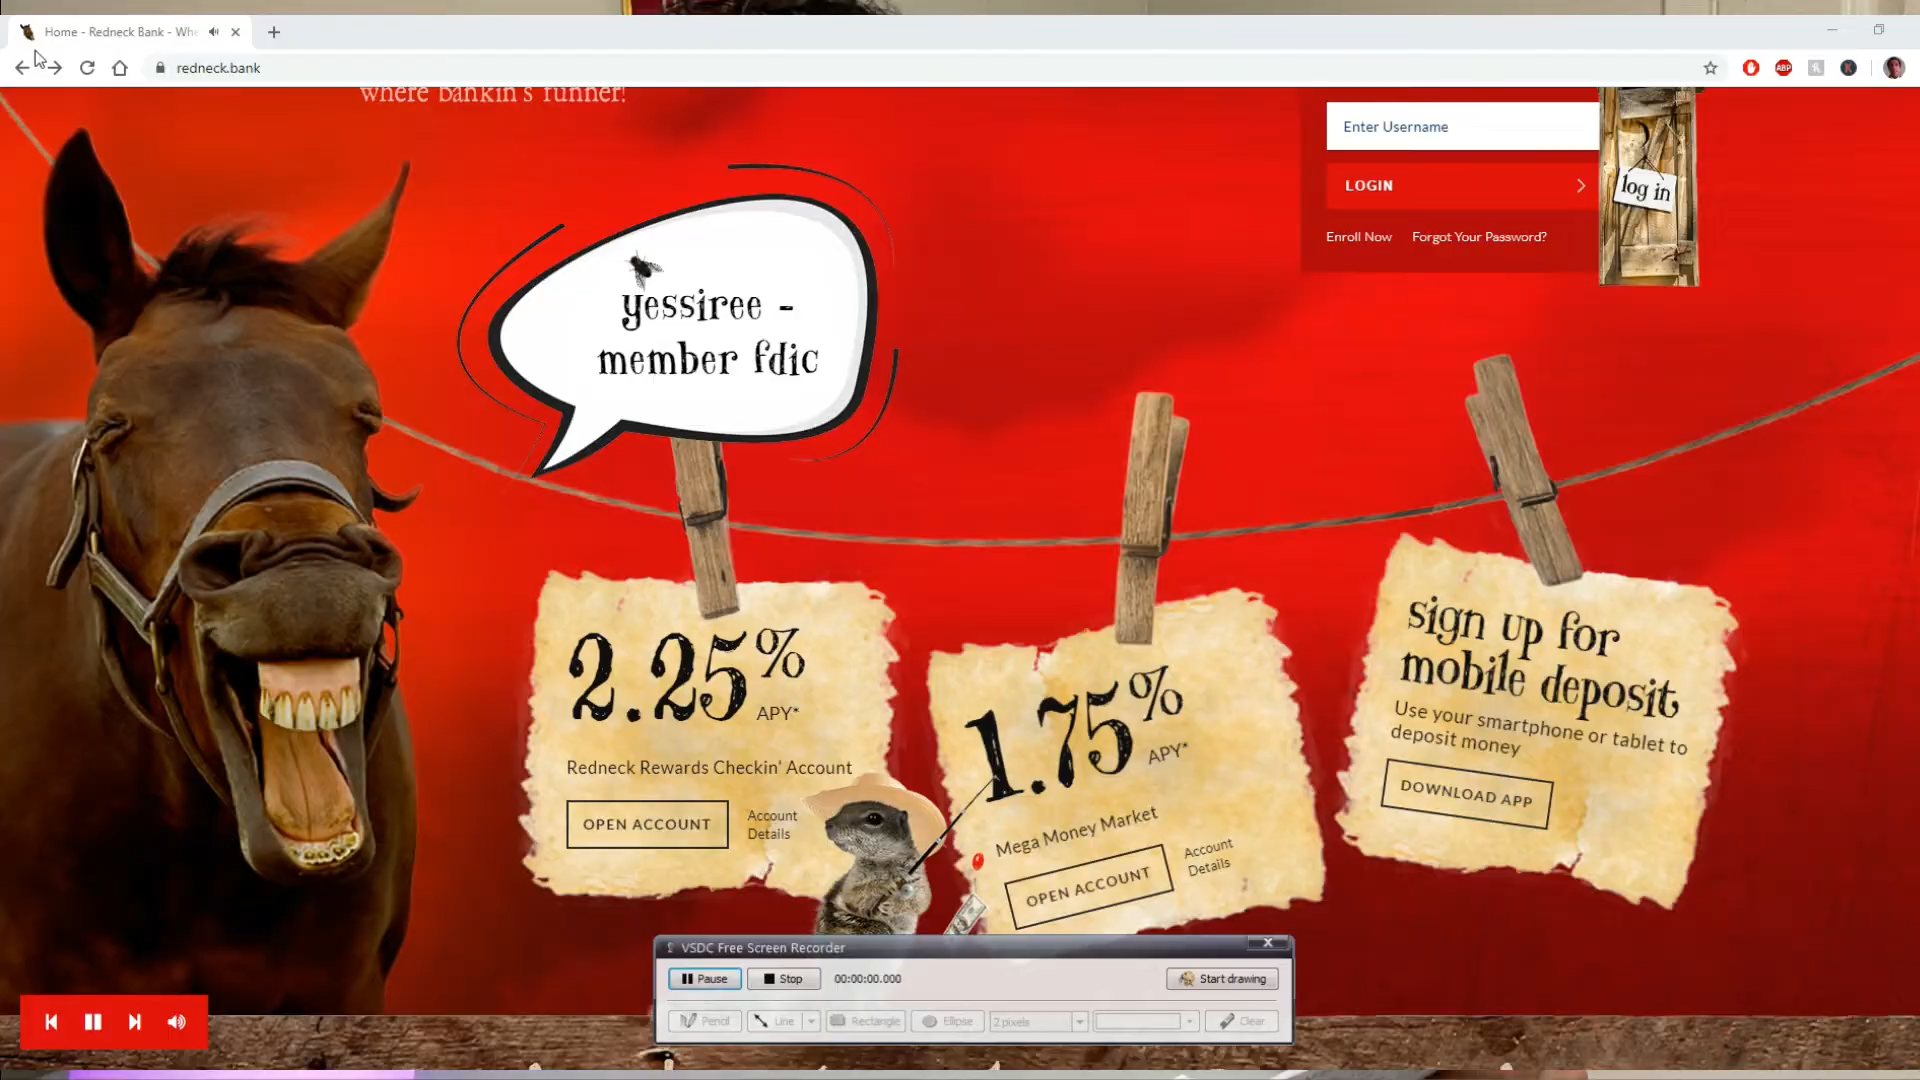 Home - Redneck Bank - Whe
redneck.bank
ABP
where bankin's funner!
Enter Username
LOGIN
log in
Enroll Now Forgot Your Password?
yessiree -
member fdic
2.25%
APY*
Redneck Rewards Checkin' Account
OPEN ACCOUNT
Account
Details
1.75%
APY*
Mega Money Market
OPEN ACCOUNT
Account
Details
sign up for
mobile deposit
Use your smartphone or tablet to
deposit money
DOWNLOAD APP
VSDC Free Screen Recorder
Pause Stop 00:00:00.000 Start drawing
Pencil Line Rectangle Ellipse 2 pixels Clear